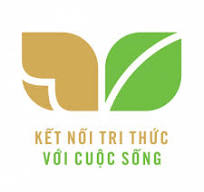 KẾT NỐI TRI THỨC
VỚI CUỘC SỐNG